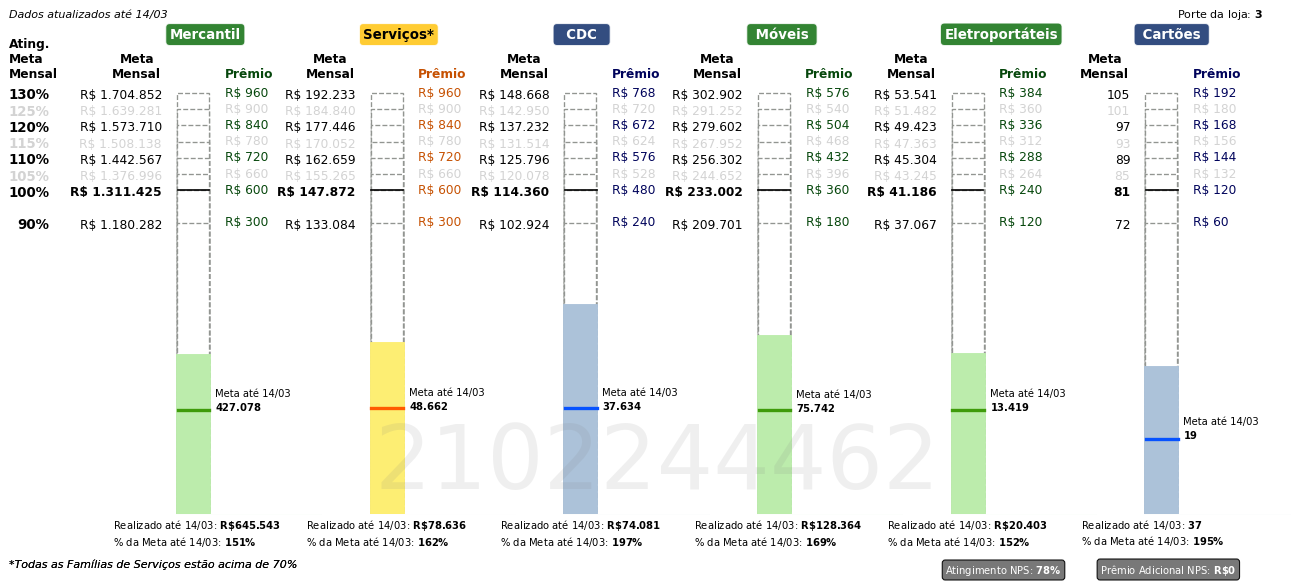 Dados atualizados até 14/03
Porte da loja: 3
Mercantil Serviços* CDC Móveis Eletroportáteis Cartões
Ating. Meta Mensal
Meta Mensal Prêmio Meta Mensal Prêmio Meta Mensal Prêmio Meta Mensal Prêmio Meta Mensal Prêmio Meta Mensal Prêmio
130% R$ 1.704.852 R$ 960 R$ 192.233 R$ 960 R$ 148.668 R$ 768 R$ 302.902 R$ 576 R$ 53.541 R$ 384 105 R$ 192
125% R$ 1.639.281 R$ 900 R$ 184.840 R$ 900 R$ 142.950 R$ 720 R$ 291.252 R$ 540 R$ 51.482 R$ 360 101 R$ 180
120% R$ 1.573.710 R$ 840 R$ 177.446 R$ 840 R$ 137.232 R$ 672 R$ 279.602 R$ 504 R$ 49.423 R$ 336 97 R$ 168
115% R$ 1.508.138 R$ 780 R$ 170.052 R$ 780 R$ 131.514 R$ 624 R$ 267.952 R$ 468 R$ 47.363 R$ 312 93 R$ 156
110% R$ 1.442.567 R$ 720 R$ 162.659 R$ 720 R$ 125.796 R$ 576 R$ 256.302 R$ 432 R$ 45.304 R$ 288 89 R$ 144
105% R$ 1.376.996 R$ 660 R$ 155.265 R$ 660 R$ 120.078 R$ 528 R$ 244.652 R$ 396 R$ 43.245 R$ 264 85 R$ 132
100% R$ 1.311.425 R$ 600 R$ 147.872 R$ 600 R$ 114.360 R$ 480 R$ 233.002 R$ 360 R$ 41.186 R$ 240 81 R$ 120
90% R$ 1.180.282 R$ 300 R$ 133.084 R$ 300 R$ 102.924 R$ 240 R$ 209.701 R$ 180 R$ 37.067 R$ 120 72 R$ 60
Meta até 14/03 Meta até 14/03 Meta até 14/03 Meta até 14/03 Meta até 14/03 Meta até 14/03
427.078 48.662 37.634 75.742 13.419 19
2102244462
Realizado até 14/03: R$645.543 Realizado até 14/03: R$78.636 Realizado até 14/03: R$74.081 Realizado até 14/03: R$128.364 Realizado até 14/03: R$20.403 Realizado até 14/03: 37
% da Meta até 14/03: 151% % da Meta até 14/03: 162% % da Meta até 14/03: 197% % da Meta até 14/03: 169% % da Meta até 14/03: 152% % da Meta até 14/03: 195%
*Todas as Famílias de Serviços estão acima de 70%
Atingimento NPS: 78% Prêmio Adicional NPS: R$0